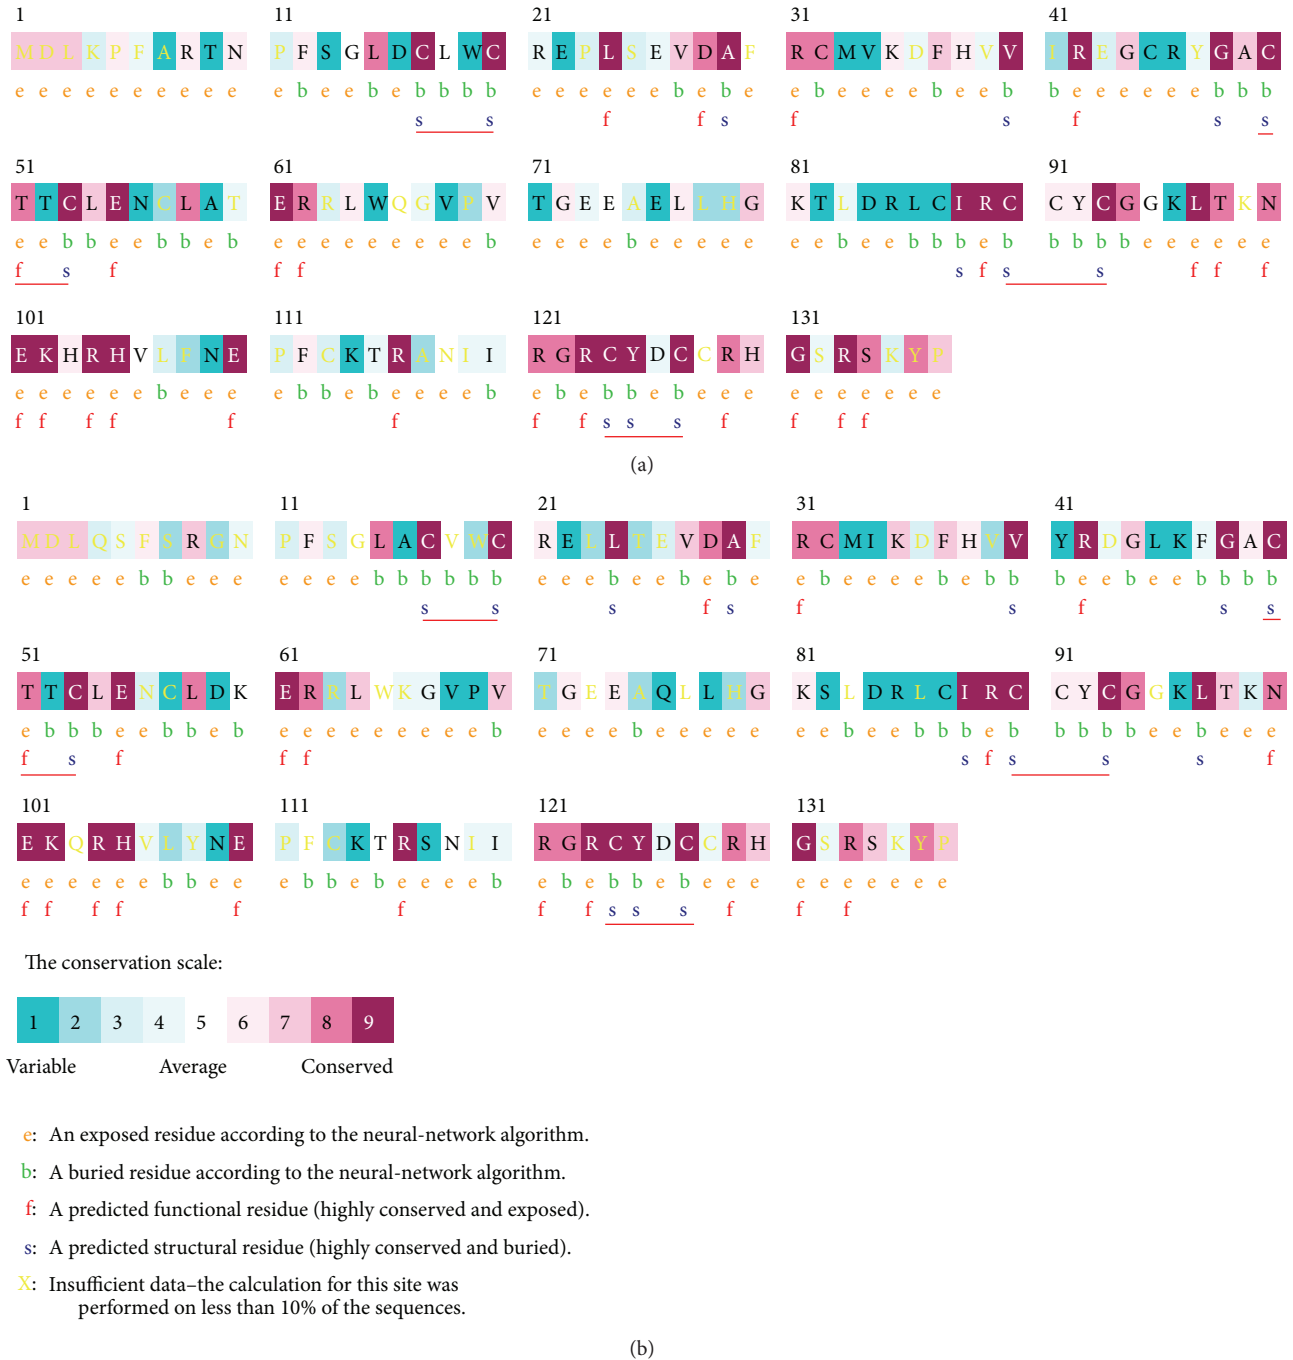 1 11 21 31 41
M D L K P F A R T N P F S G L D C L W C R E P L S E V D A F R C M V K D F H V V I R E G C R Y G A C
e e e e e e e e e e e b e e b e b b b b e e e e e e b e b e e b e e e e b e e b b e e e e e e b b b
s s f f s f s f s s
51 61 71 81 91
T T C L E N C L A T E R R L W Q G V P V T G E E A E L L H G K T L D R L C I R C C Y C G G K L T K N
e e b b e e b b e b e e e e e e e e e b e e e e b e e e e e e e b e e b b b e b b b b b e e e e e e
f s f f f s f s s f f f
101 111 121 131
E K H R H V L F N E P F C K T R A N I I R G R C Y D C C R H G S R S K Y P
e e e e e e b e e e e b b e b e e e e b e b e b b e b e e e e e e e e e e
f f f f f f f f s s s f f f f
(a)
1 11 21 31 41
M D L Q S F S R G N P F S G L A C V W C R E L L T E V D A F R C M I K D F H V V Y R D G L K F G A C
e e e e e b b e e e e e e e b b b b b b e e e b e e b e b e e b e e e e b e b b b e e b e e b b b b
s s s f s f s f s s
51 61 71 81 91
T T C L E N C L D K E R R L W K G V P V T G E E A Q L L H G K S L D R L C I R C C Y C G G K L T K N
e b b b e e b b e b e e e e e e e e e b e e e e b e e e e e e e b e e b b b e b b b b b e e b e e e
f s f f f s f s s s f
101 111 121 131
E K Q R H V L Y N E P F C K T R S N I I R G R C Y D C C R H G S R S K Y P
e e e e e e b b e e e b b e b e e e e b e b e b b e b e e e e e e e e e e
f f f f f f f f s s s f f f
The conservation scale:
1 2 3 4 5 6 7 8 9
Variable Average Conserved
e: An exposed residue according to the neural-network algorithm.
b: A buried residue according to the neural-network algorithm.
f: A predicted functional residue (highly conserved and exposed).
s: A predicted structural residue (highly conserved and buried).
X: Insufficient data–the calculation for this site was
performed on less than 10% of the sequences.
(b)